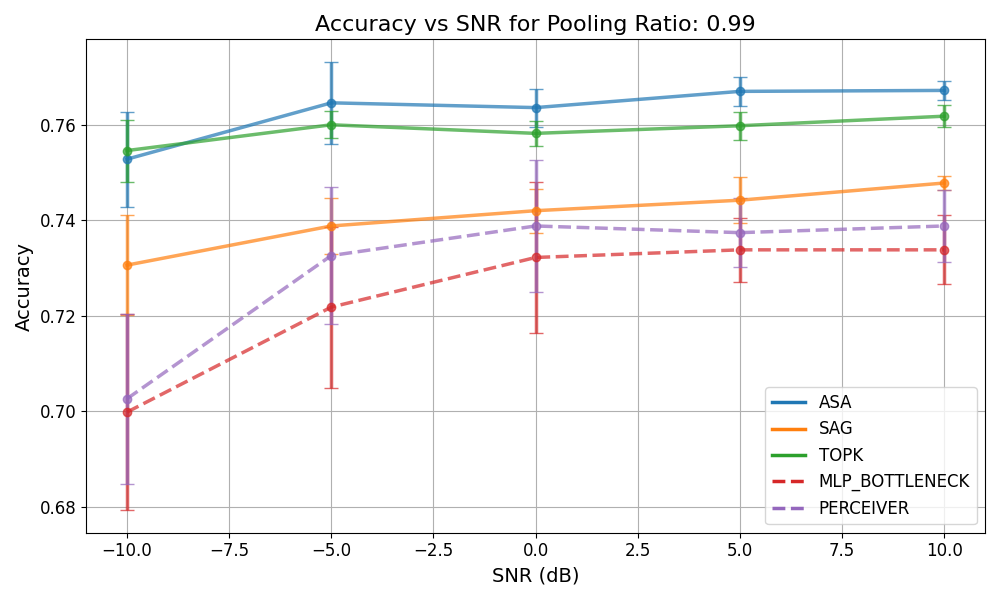 Accuracy vs SNR for Pooling Ratio: 0.99
Accuracy
0.76
0.74
0.72
0.70
0.68
ASA
SAG
TOPK
MLP_BOTTLENECK
PERCEIVER
−10.0 −7.5 −5.0 −2.5 0.0 2.5 5.0 7.5 10.0
SNR (dB)